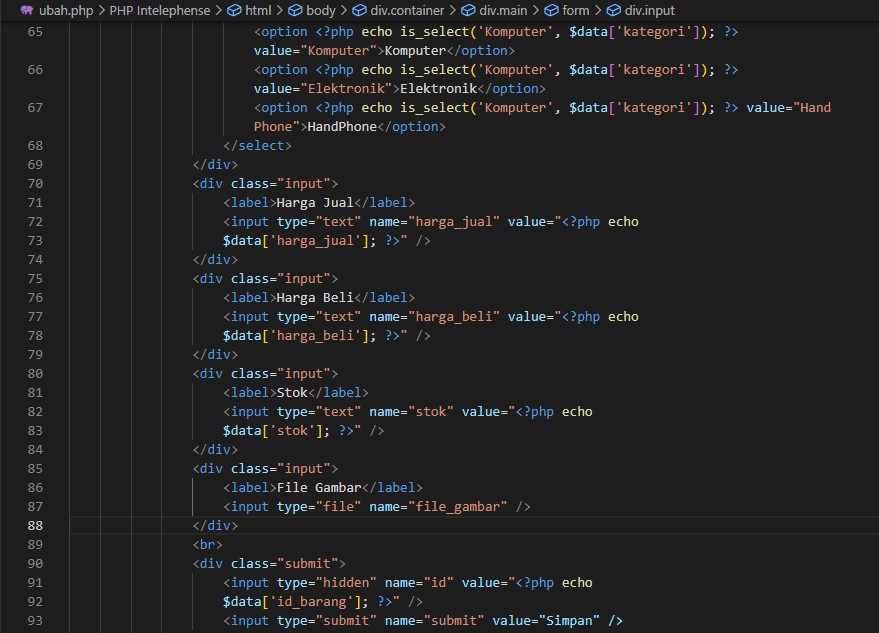 ubah.php > PHP Intelephense > html > body > div.container > div.main > form > div.input
65 <option <?php echo is_select('Komputer', $data['kategori']); ?>
value="Komputer">Komputer</option>
66 <option <?php echo is_select('Komputer', $data['kategori']); ?>
value="Elektronik">Elektronik</option>
67 <option <?php echo is_select('Komputer', $data['kategori']); ?> value="Hand
Phone">HandPhone</option>
68 </select>
69 </div>
70 <div class="input">
71 <label>Harga Jual</label>
72 <input type="text" name="harga_jual" value="<?php echo
73 $data['harga_jual']; ?>" />
74 </div>
75 <div class="input">
76 <label>Harga Beli</label>
77 <input type="text" name="harga_beli" value="<?php echo
78 $data['harga_beli']; ?>" />
79 </div>
80 <div class="input">
81 <label>Stok</label>
82 <input type="text" name="stok" value="<?php echo
83 $data['stok']; ?>" />
84 </div>
85 <div class="input">
86 <label>File Gambar</label>
87 <input type="file" name="file_gambar" />
88 </div>
89 <br>
90 <div class="submit">
91 <input type="hidden" name="id" value="<?php echo
92 $data['id_barang']; ?>" />
93 <input type="submit" name="submit" value="Simpan" />